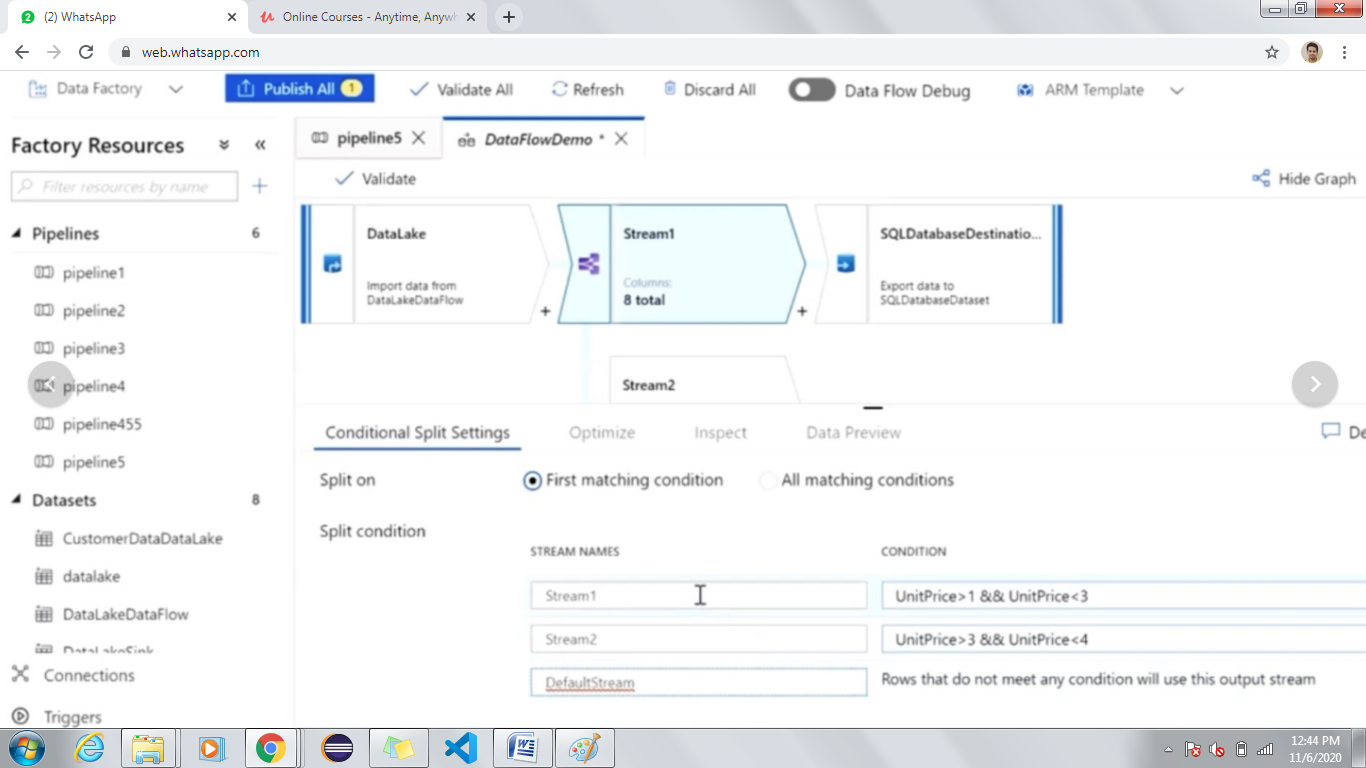 (2) WhatsApp
Online Courses - Anytime, Anywh
web.whatsapp.com
Data Factory
Publish All 1
Validate All
Refresh
Discard All
Data Flow Debug
ARM Template
Factory Resources
Filter resources by name
Pipelines 6
pipeline1
pipeline2
pipeline3
pipeline4
pipeline455
pipeline5
Datasets 8
CustomerDataDataLake
datalake
DataLakeDataFlow
DataLakeSink
Connections
Triggers
pipeline5
DataFlowDemo *
Validate
Hide Graph
DataLake
Import data from
DataLakeDataFlow
Stream1
Columns:
8 total
SQLDatabaseDestinatio...
Export data to
SQLDatabaseDataset
Stream2
Conditional Split Settings
Optimize
Inspect
Data Preview
De
Split on
First matching condition
All matching conditions
Split condition
STREAM NAMES
CONDITION
Stream1
UnitPrice>1 && UnitPrice<3
Stream2
UnitPrice>3 && UnitPrice<4
DefaultStream
Rows that do not meet any condition will use this output stream
12:44 PM
11/6/2020